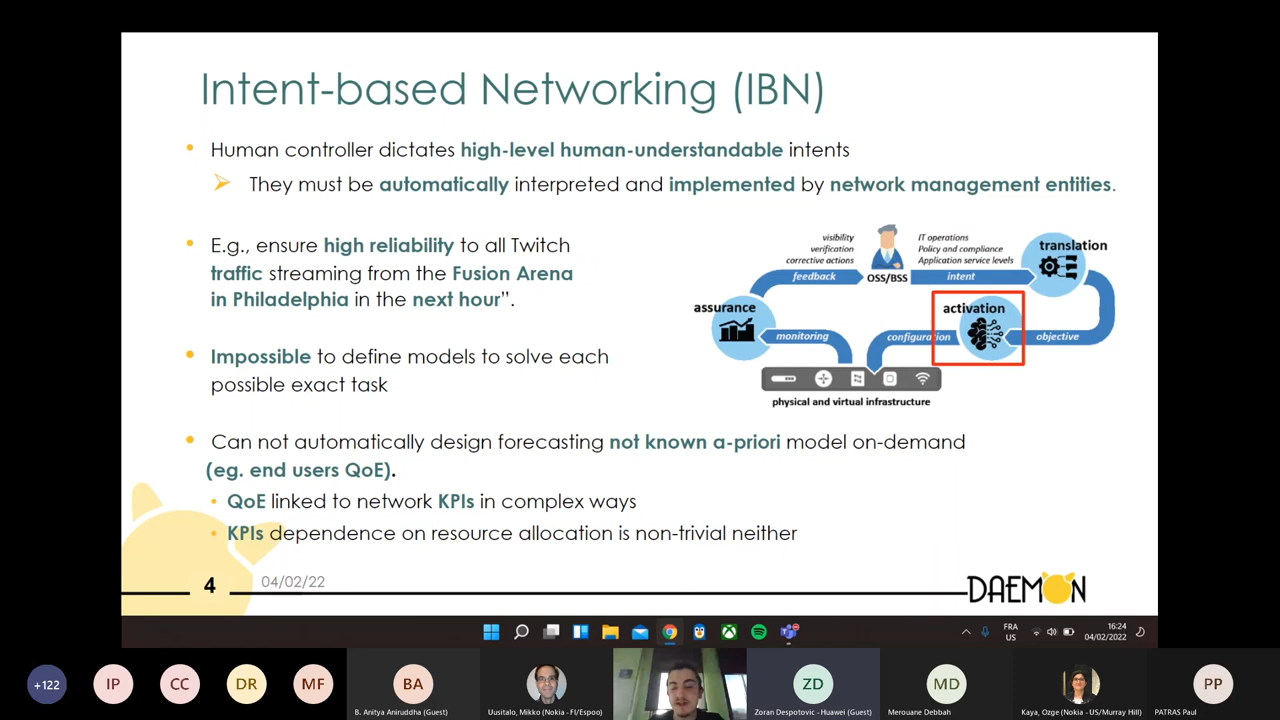 Intent-based Networking (IBN)
• Human controller dictates high-level human-understandable intents
They must be automatically interpreted and implemented by network management entities.
• E.g., ensure high reliability to all Twitch
traffic streaming from the Fusion Arena
in Philadelphia in the next hour”.
• Impossible to define models to solve each
possible exact task
visibility
verification
corrective actions
IT operations
Policy and compliance
Application service levels
translation
feedback
OSS/BSS
intent
assurance
activation
monitoring
configuration
objective
physical and virtual infrastructure
• Can not automatically design forecasting not known a-priori model on-demand
(eg. end users QoE).
• QoE linked to network KPIs in complex ways
• KPIs dependence on resource allocation is non-trivial neither
4
04/02/22
DAEMON
FRA
US
16:24
04/02/2022
+122
IP
CC
DR
MF
BA
B. Anitya Aniruddha (Guest)
Uusitalo, Mikko (Nokia - FI/Espoo)
ZD
Zoran Despotovic - Huawei (Guest)
MD
Merouane Debbah
Kaya, Ozge (Nokia - US/Murray Hill)
PP
PATRAS Paul